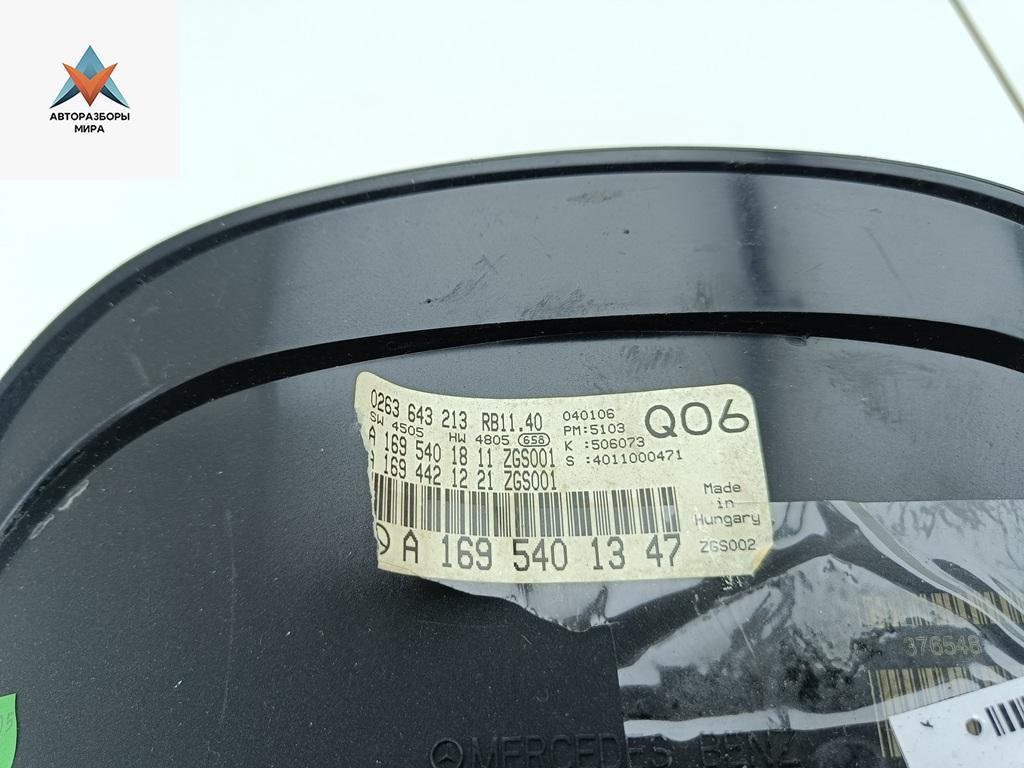 АВТОРАЗБОРЫ
МИРА
0263 643 213 RB11.40
SW 4505 HW 4805 658
A 169 540 18 11 ZGS001
A 169 442 12 21 ZGS001
040106
PM:5103
K :506073
S :4011000471
Q06
Made
in
Hungary
A 169 540 13 47
ZGS002
376548
MERCEDES BENZ